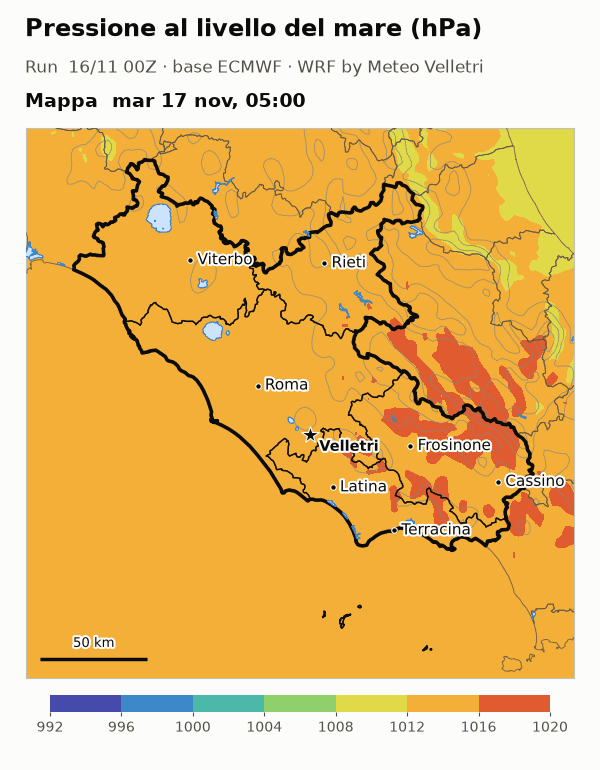 Pressione al livello del mare (hPa)
Run  16/11 00Z · base ECMWF · WRF by Meteo Velletri
Mappa  mar 17 nov, 05:00
Viterbo
Rieti
Roma
Velletri
Frosinone
Latina
Cassino
Terracina
50 km
992 996 1000 1004 1008 1012 1016 1020